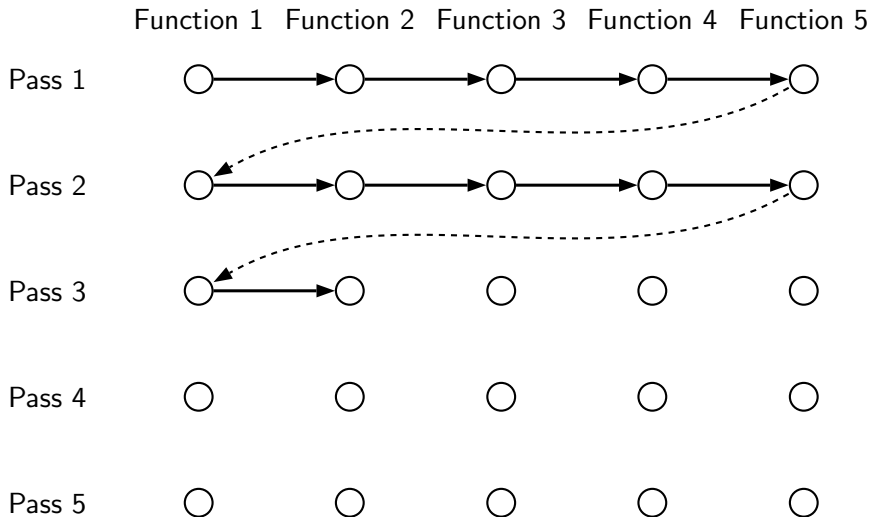 Function 1 Function 2 Function 3 Function 4 Function 5
Pass 1
Pass 2
Pass 3
Pass 4
Pass 5